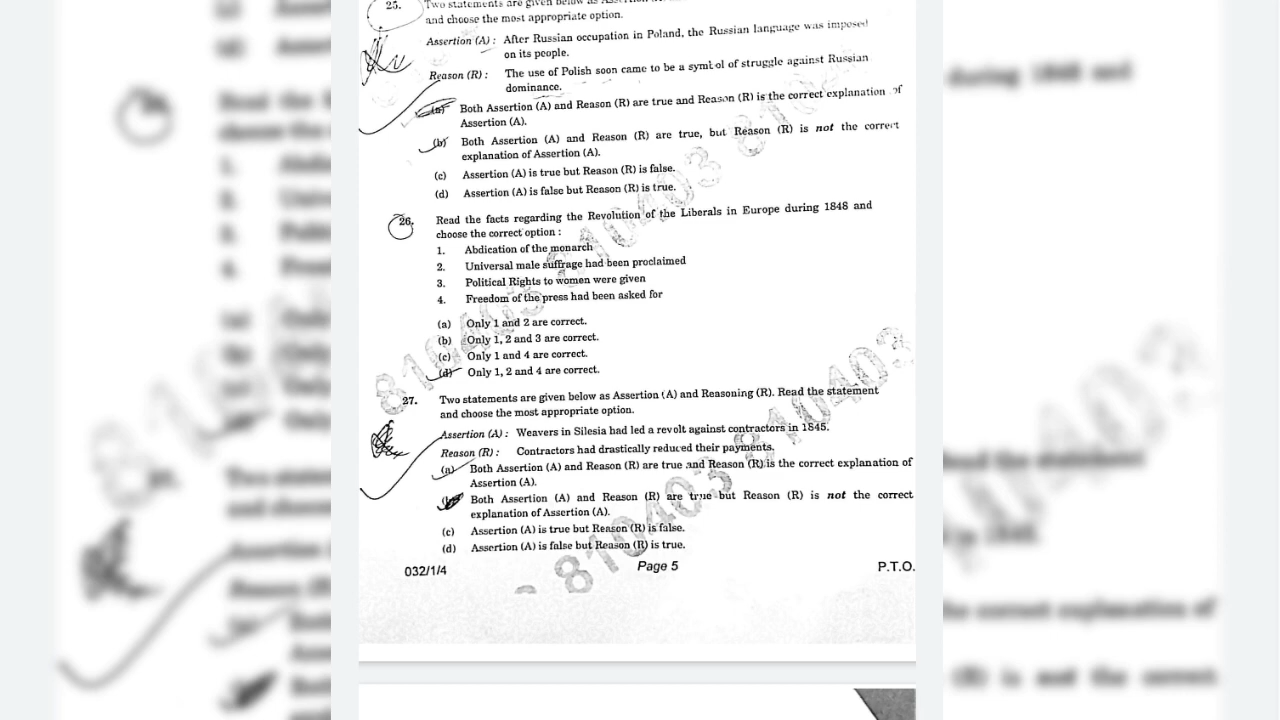 25. Two statements are given below as Assertion
and choose the most appropriate option.
Assertion (A) : After Russian occupation in Poland, the Russian language was imposed
on its people.
Reason (R) : The use of Polish soon came to be a symbol of struggle against Russian
dominance.
(a) Both Assertion (A) and Reason (R) are true and Reason (R) is the correct explanation of
Assertion (A).
(b) Both Assertion (A) and Reason (R) are true, but Reason (R) is not the correct
explanation of Assertion (A).
(c) Assertion (A) is true but Reason (R) is false.
(d) Assertion (A) is false but Reason (R) is true.
26. Read the facts regarding the Revolution of the Liberals in Europe during 1848 and
choose the correct option :
1. Abdication of the monarch
2. Universal male suffrage had been proclaimed
3. Political Rights to women were given
4. Freedom of the press had been asked for
(a) Only 1 and 2 are correct.
(b) Only 1, 2 and 3 are correct.
(c) Only 1 and 4 are correct.
(d) Only 1, 2 and 4 are correct.
27. Two statements are given below as Assertion (A) and Reasoning (R). Read the statement
and choose the most appropriate option.
Assertion (A) : Weavers in Silesia had led a revolt against contractors in 1845.
Reason (R) : Contractors had drastically reduced their payments.
(a) Both Assertion (A) and Reason (R) are true and Reason (R) is the correct explanation of
Assertion (A).
(b) Both Assertion (A) and Reason (R) are true but Reason (R) is not the correct
explanation of Assertion (A).
(c) Assertion (A) is true but Reason (R) is false.
(d) Assertion (A) is false but Reason (R) is true.
032/1/4 Page 5 P.T.O.
810403 810403 810403 810403